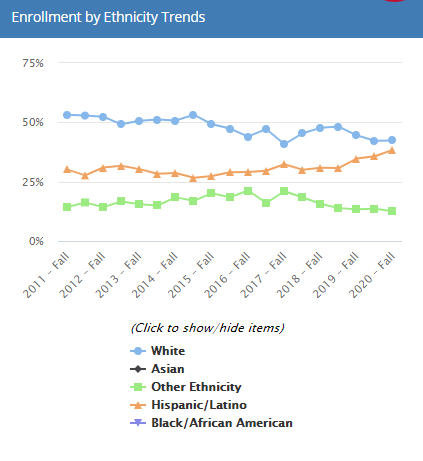 Enrollment by Ethnicity Trends
75%
50%
25%
0%
2011 - Fall
2012 - Fall
2013 - Fall
2014 - Fall
2015 - Fall
2016 - Fall
2017 - Fall
2018 - Fall
2019 - Fall
2020 - Fall
(Click to show/hide items)
White
Asian
Other Ethnicity
Hispanic/Latino
Black/African American